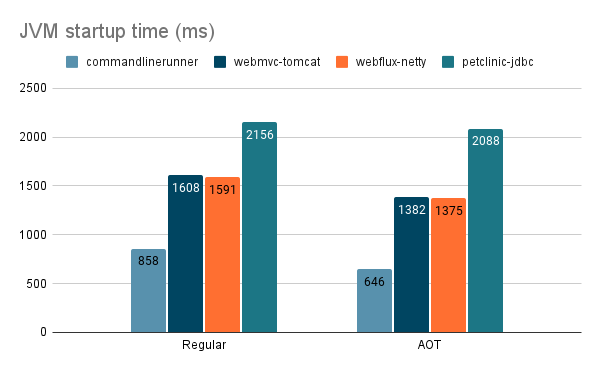 JVM startup time (ms)
commandlinerunner webmvc-tomcat webflux-netty petclinic-jdbc
2500
2000
1500
1000
500
0
858 1608 1591 2156
646 1382 1375 2088
Regular AOT